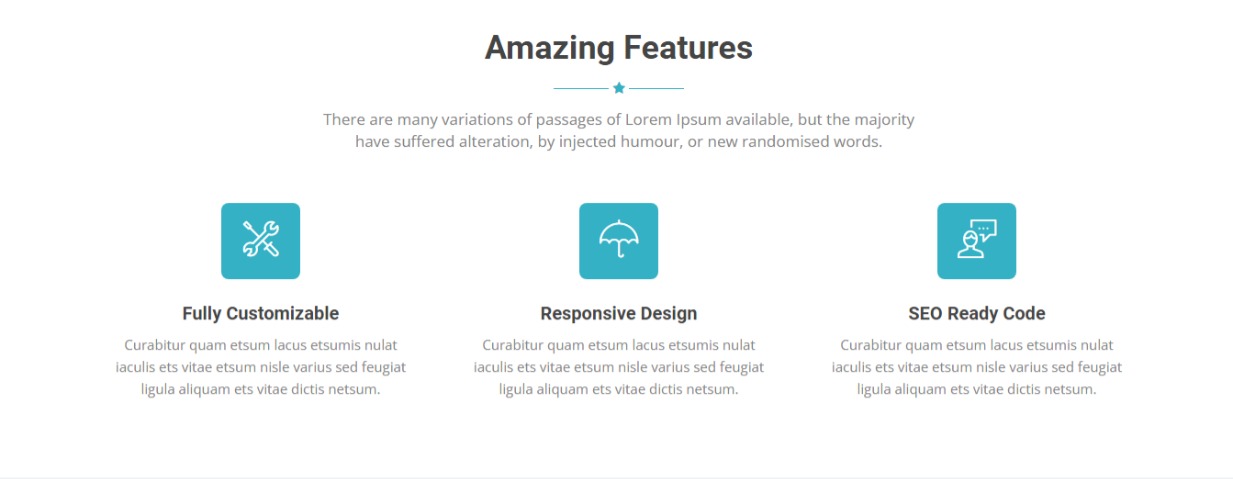 Amazing Features
There are many variations of passages of Lorem Ipsum available, but the majority
have suffered alteration, by injected humour, or new randomised words.
Fully Customizable
Curabitur quam etsum lacus etsumis nulat
iaculis ets vitae etsum nisle varius sed feugiat
ligula aliquam ets vitae dictis netsum.
Responsive Design
Curabitur quam etsum lacus etsumis nulat
iaculis ets vitae etsum nisle varius sed feugiat
ligula aliquam ets vitae dictis netsum.
SEO Ready Code
Curabitur quam etsum lacus etsumis nulat
iaculis ets vitae etsum nisle varius sed feugiat
ligula aliquam ets vitae dictis netsum.